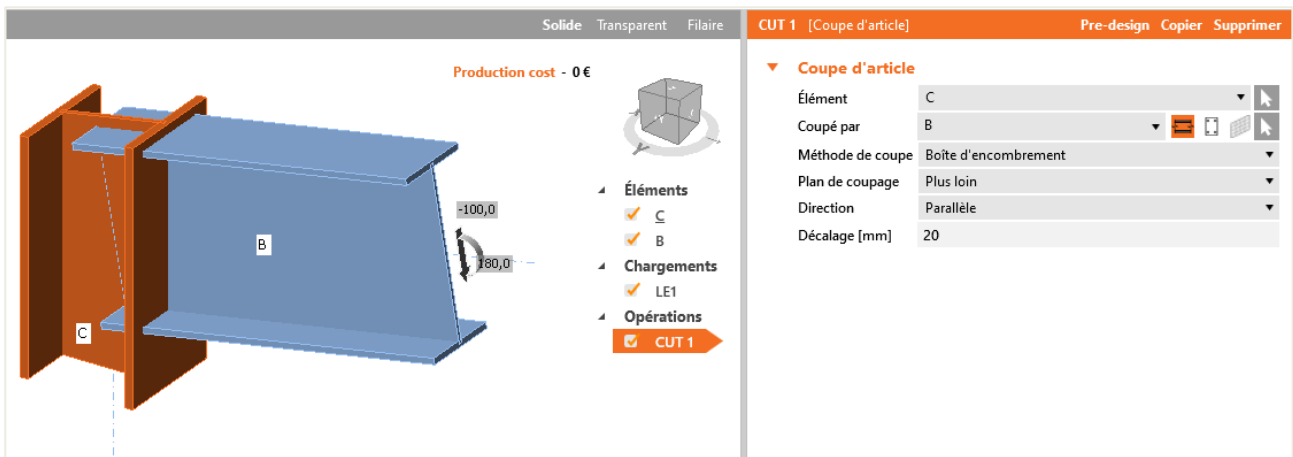 Solide Transparent Filaire
Production cost - 0 €
-100,0
180,0
B
C
Éléments
C
B
Chargements
LE1
Opérations
CUT 1
CUT 1 [Coupe d'article] Pre-design Copier Supprimer
Coupe d'article
Élément C
Coupé par B
Méthode de coupe Boîte d'encombrement
Plan de coupage Plus loin
Direction Parallèle
Décalage [mm] 20